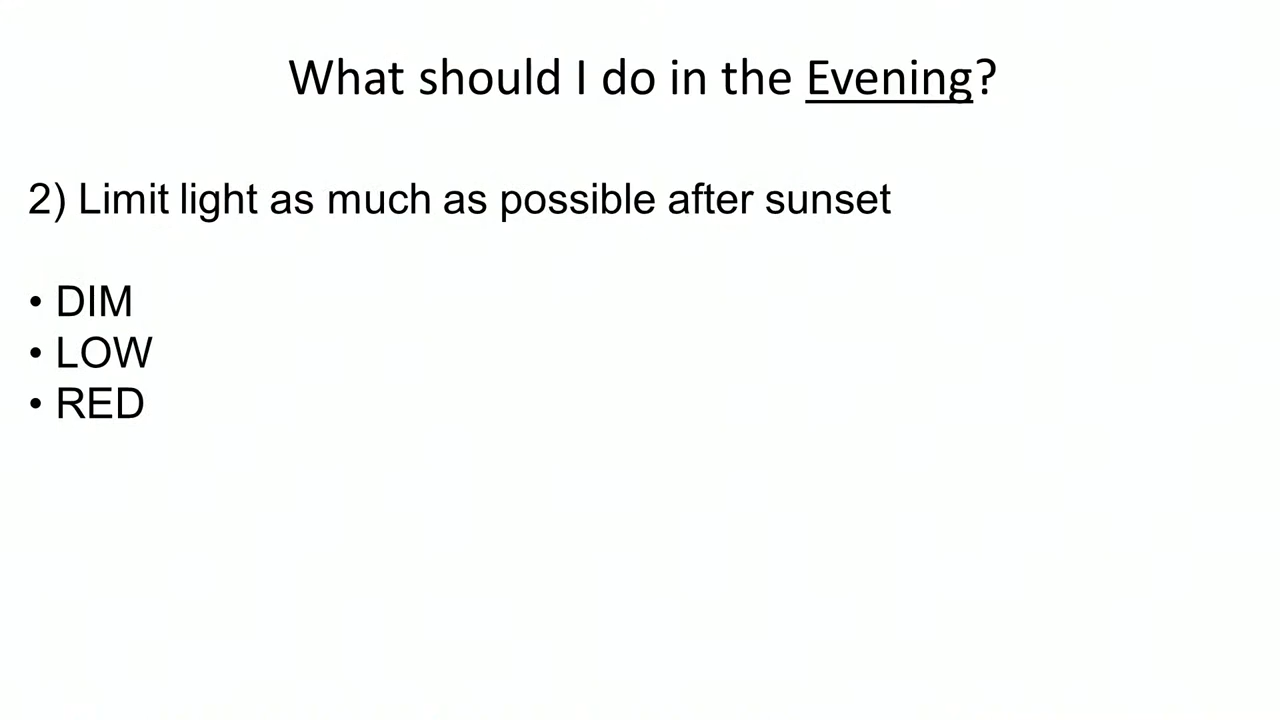 What should I do in the Evening?
2) Limit light as much as possible after sunset
• DIM
• LOW
• RED